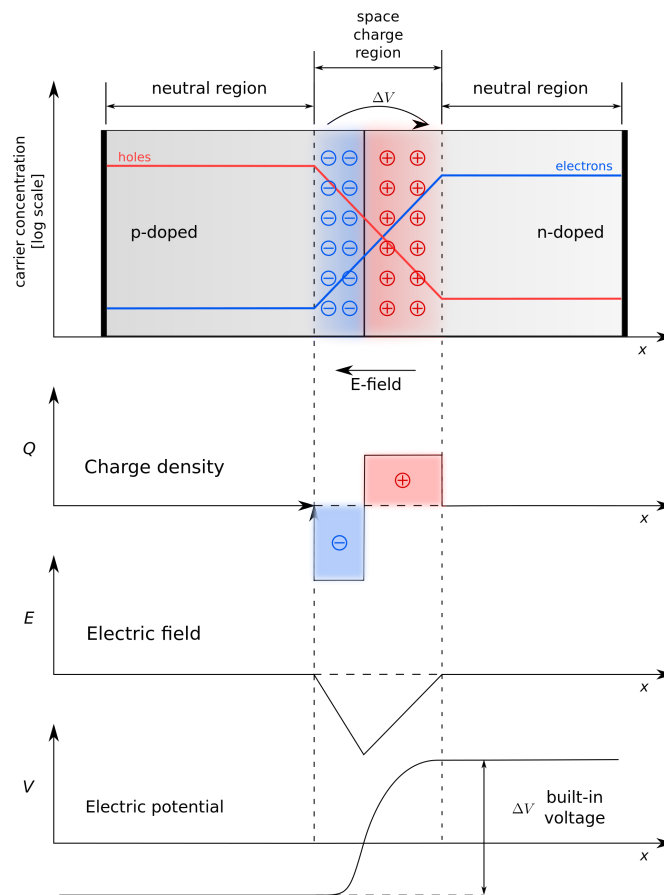 space
charge
region
neutral region
neutral region
ΔV
carrier concentration
[log scale]
holes
electrons
p-doped
n-doped
x
E-field
Q
Charge density
x
E
Electric field
x
V
Electric potential
ΔV
built-in
voltage
x